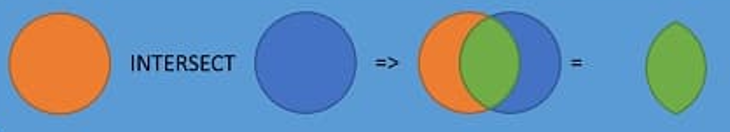 INTERSECT => =